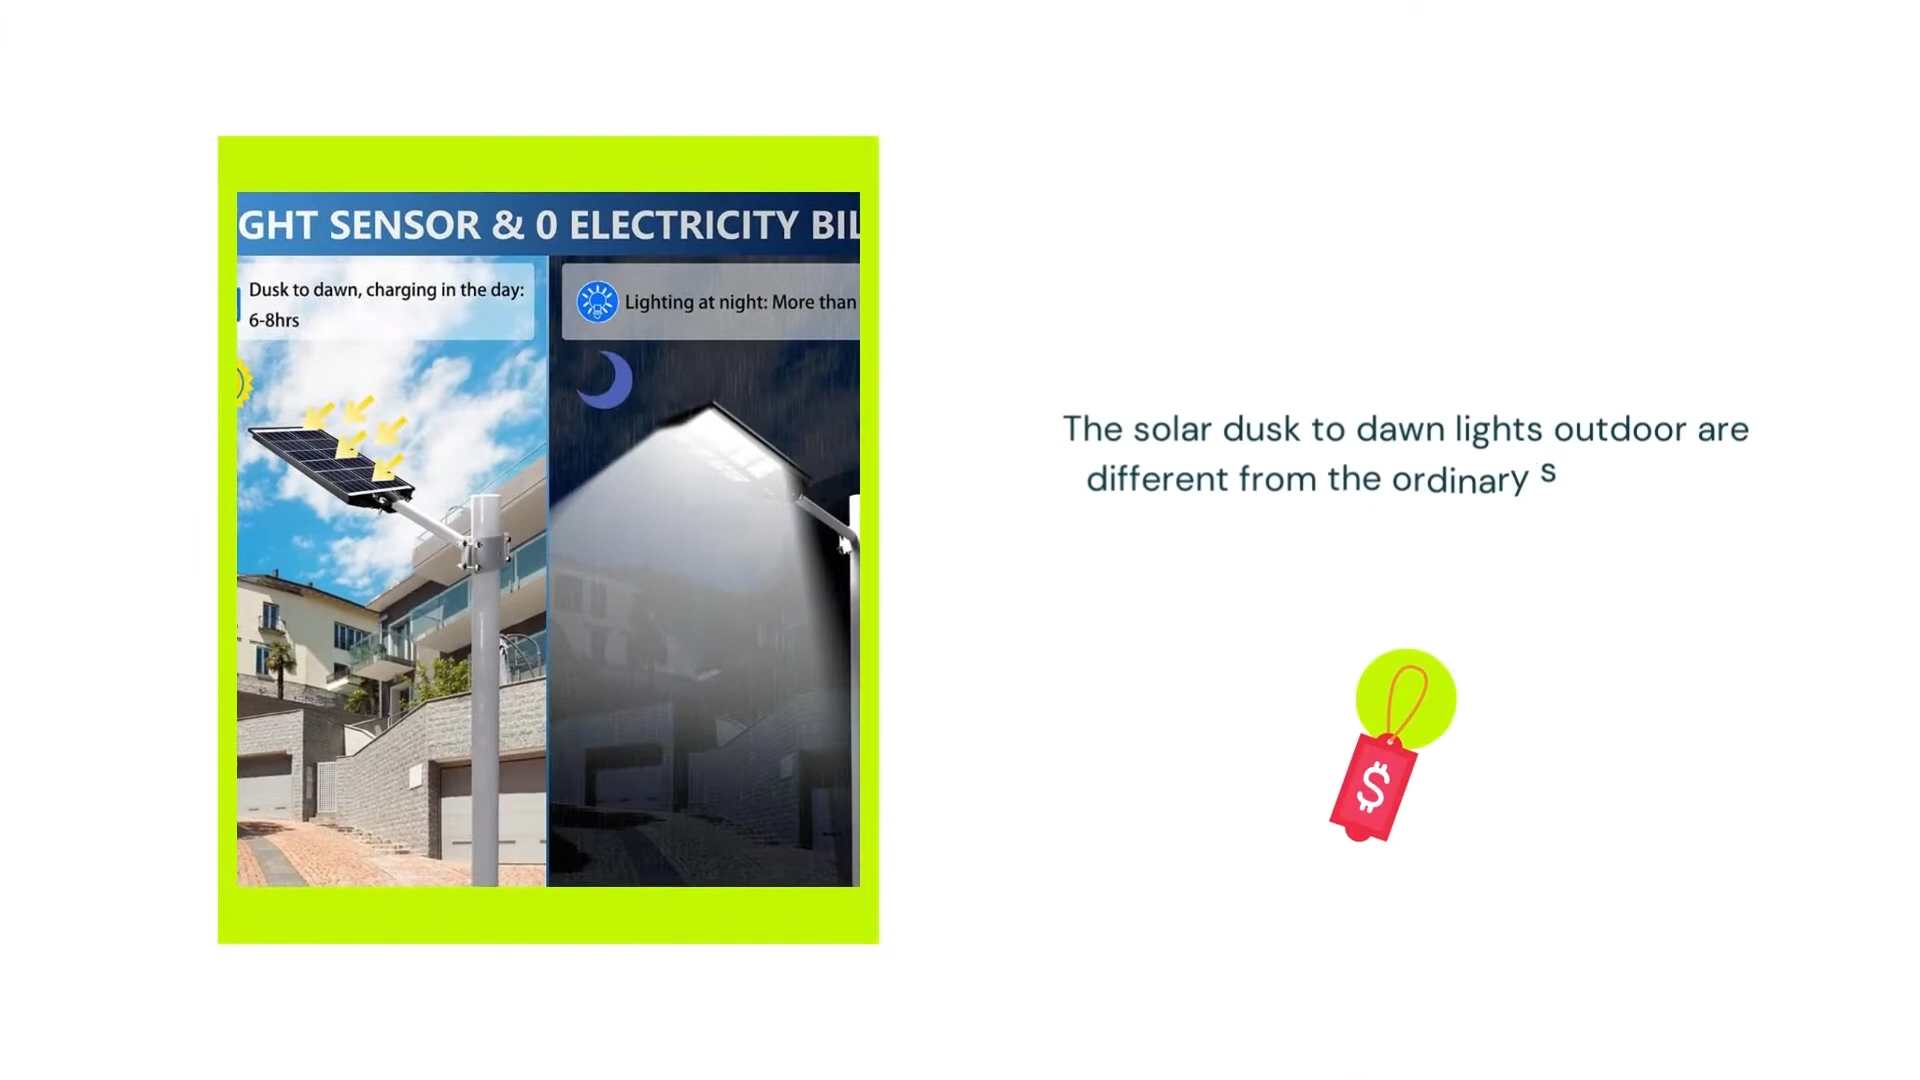 GHT SENSOR & 0 ELECTRICITY BIL
Dusk to dawn, charging in the day:
6-8hrs
Lighting at night: More than
The solar dusk to dawn lights outdoor are
different from the ordinary s
$